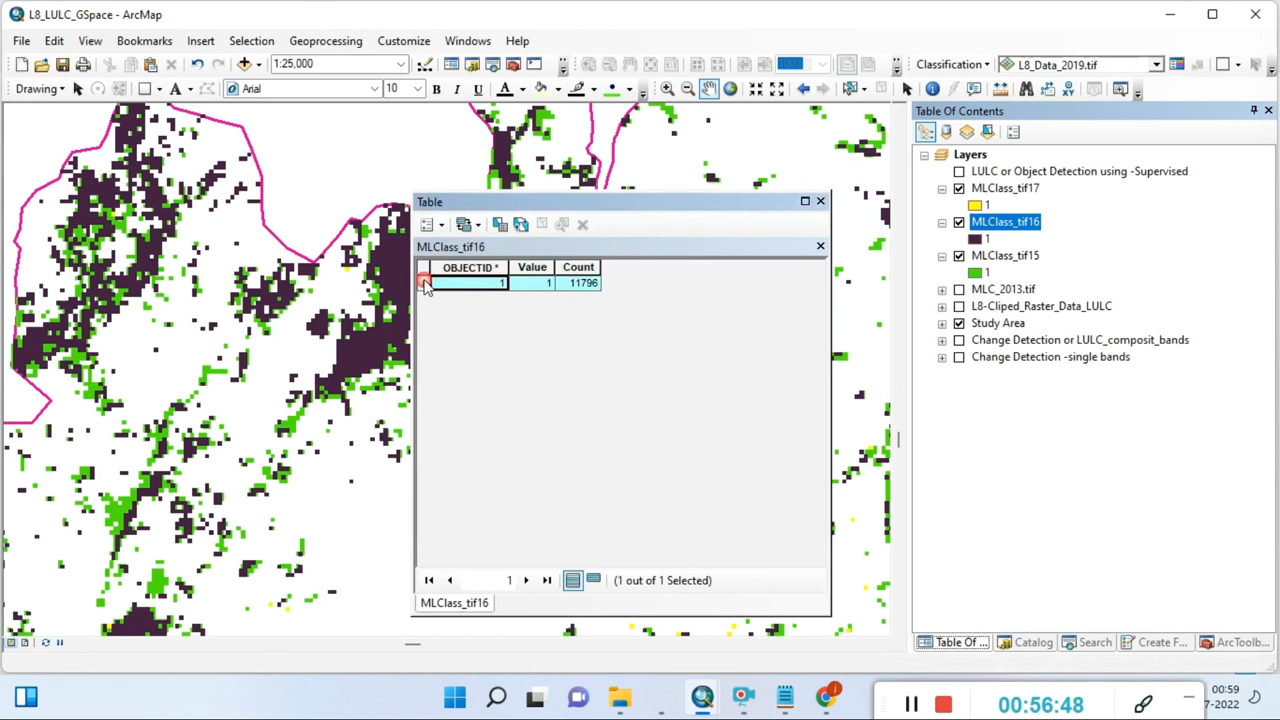 L8_LULC_GSpace - ArcMap
File Edit View Bookmarks Insert Selection Geoprocessing Customize Windows Help
1:25,000
Classification L8_Data_2019.tif
Drawing Arial 10 B I U A
Table Of Contents
Layers
LULC or Object Detection using -Supervised
MLClass_tif17
1
MLClass_tif16
1
MLClass_tif15
1
MLC_2013.tif
L8-Cliped_Raster_Data_LULC
Study Area
Change Detection or LULC_composit_bands
Change Detection -single bands
Table
MLClass_tif16
OBJECTID * Value Count
1 1 11796
1 (1 out of 1 Selected)
MLClass_tif16
Table Of ... Catalog Search Create F... ArcToolb...
00:56:48
00:59
7-2022